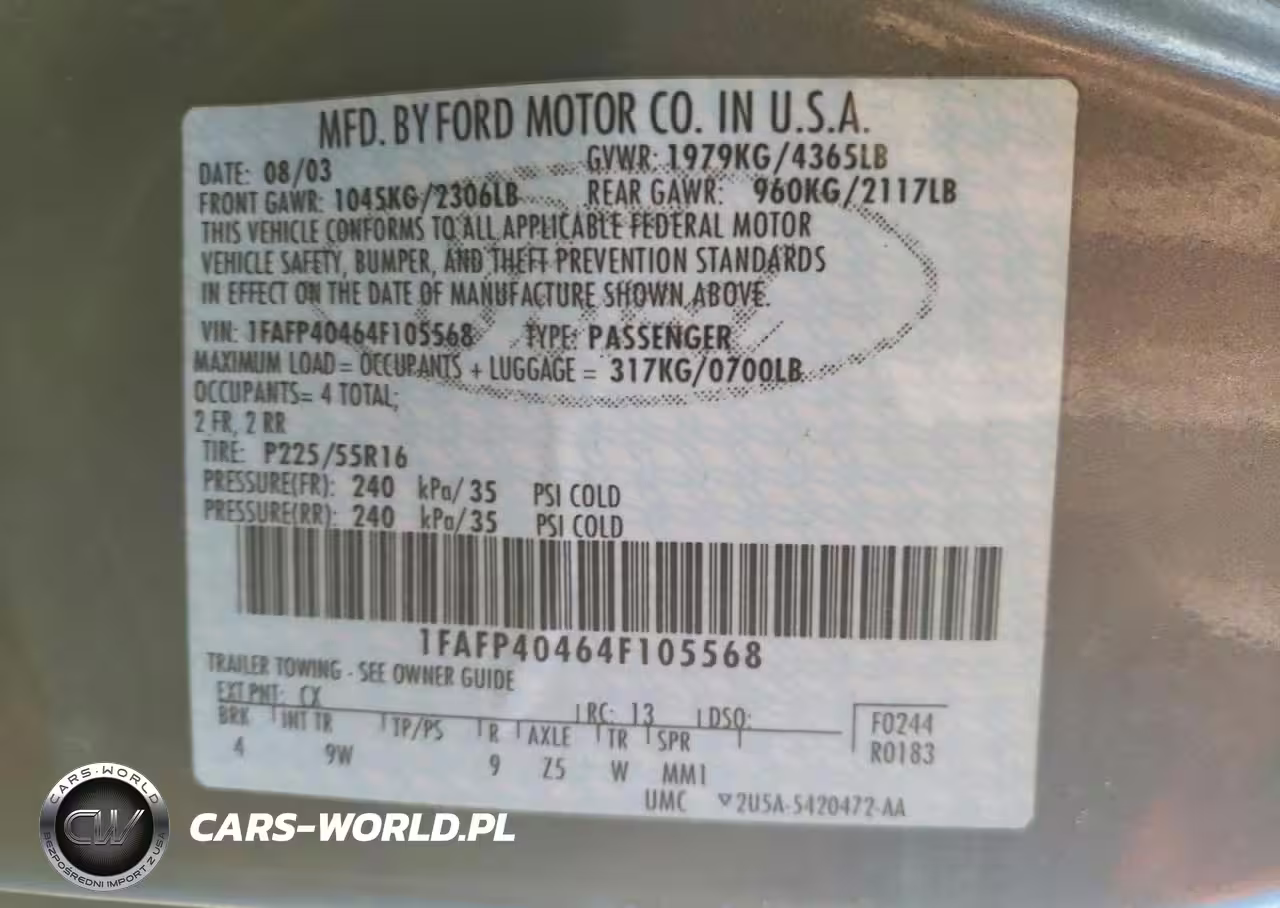 MFD. BY FORD MOTOR CO. IN U.S.A.
DATE: 08/03 GVWR: 1979KG/4365LB
FRONT GAWR: 1045KG/2306LB REAR GAWR: 960KG/2117LB
THIS VEHICLE CONFORMS TO ALL APPLICABLE FEDERAL MOTOR
VEHICLE SAFETY, BUMPER, AND THEFT PREVENTION STANDARDS
IN EFFECT ON THE DATE OF MANUFACTURE SHOWN ABOVE.
VIN: 1FAFP40464F105568 TYPE: PASSENGER
MAXIMUM LOAD = OCCUPANTS + LUGGAGE = 317KG/0700LB
OCCUPANTS= 4 TOTAL;
2 FR, 2 RR
TIRE: P225/55R16
PRESSURE(FR): 240 kPa/35 PSI COLD
PRESSURE(RR): 240 kPa/35 PSI COLD
1FAFP40464F105568
TRAILER TOWING - SEE OWNER GUIDE
EXT PNT: CX RC: 13 DSO: F0244
BRK INT TR TP/PS R AXLE TR SPR R0183
4 9W 9 Z5 W MM1
UMC ▽2U5A-5420472-AA
CARS-WORLD
CW
BEZPOŚREDNI IMPORT Z USA
CARS-WORLD.PL